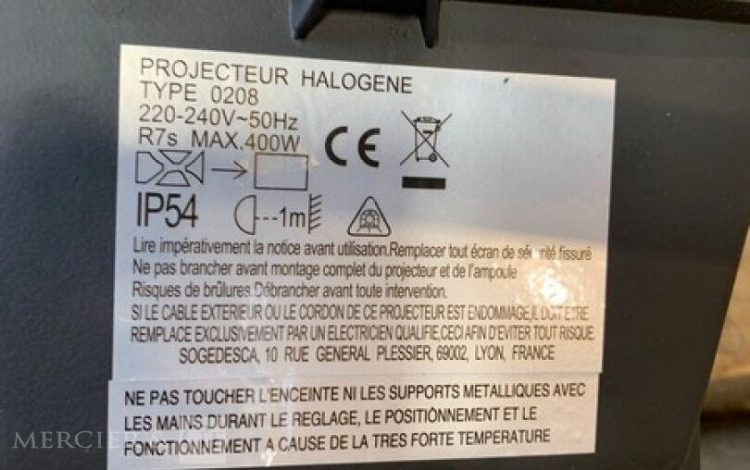 PROJECTEUR HALOGENE
TYPE 0208
220-240V~50Hz
R7s MAX.400W
CE
IP54 ---1m
Lire impérativement la notice avant utilisation.Remplacer tout écran de sécurité fissuré
Ne pas brancher avant montage complet du projecteur et de l'ampoule
Risques de brûlures.Débrancher avant toute intervention.
SI LE CABLE EXTERIEUR OU LE CORDON DE CE PROJECTEUR EST ENDOMMAGE,IL DOIT ETRE
REMPLACE EXCLUSIVEMENT PAR UN ELECTRICIEN QUALIFIE.CECI AFIN D'EVITER TOUT RISQUE.
SOGEDESCA, 10 RUE GENERAL PLESSIER, 69002, LYON, FRANCE
NE PAS TOUCHER L'ENCEINTE NI LES SUPPORTS METALLIQUES AVEC
LES MAINS DURANT LE REGLAGE, LE POSITIONNEMENT ET LE
FONCTIONNEMENT A CAUSE DE LA TRES FORTE TEMPERATURE
MERCIER